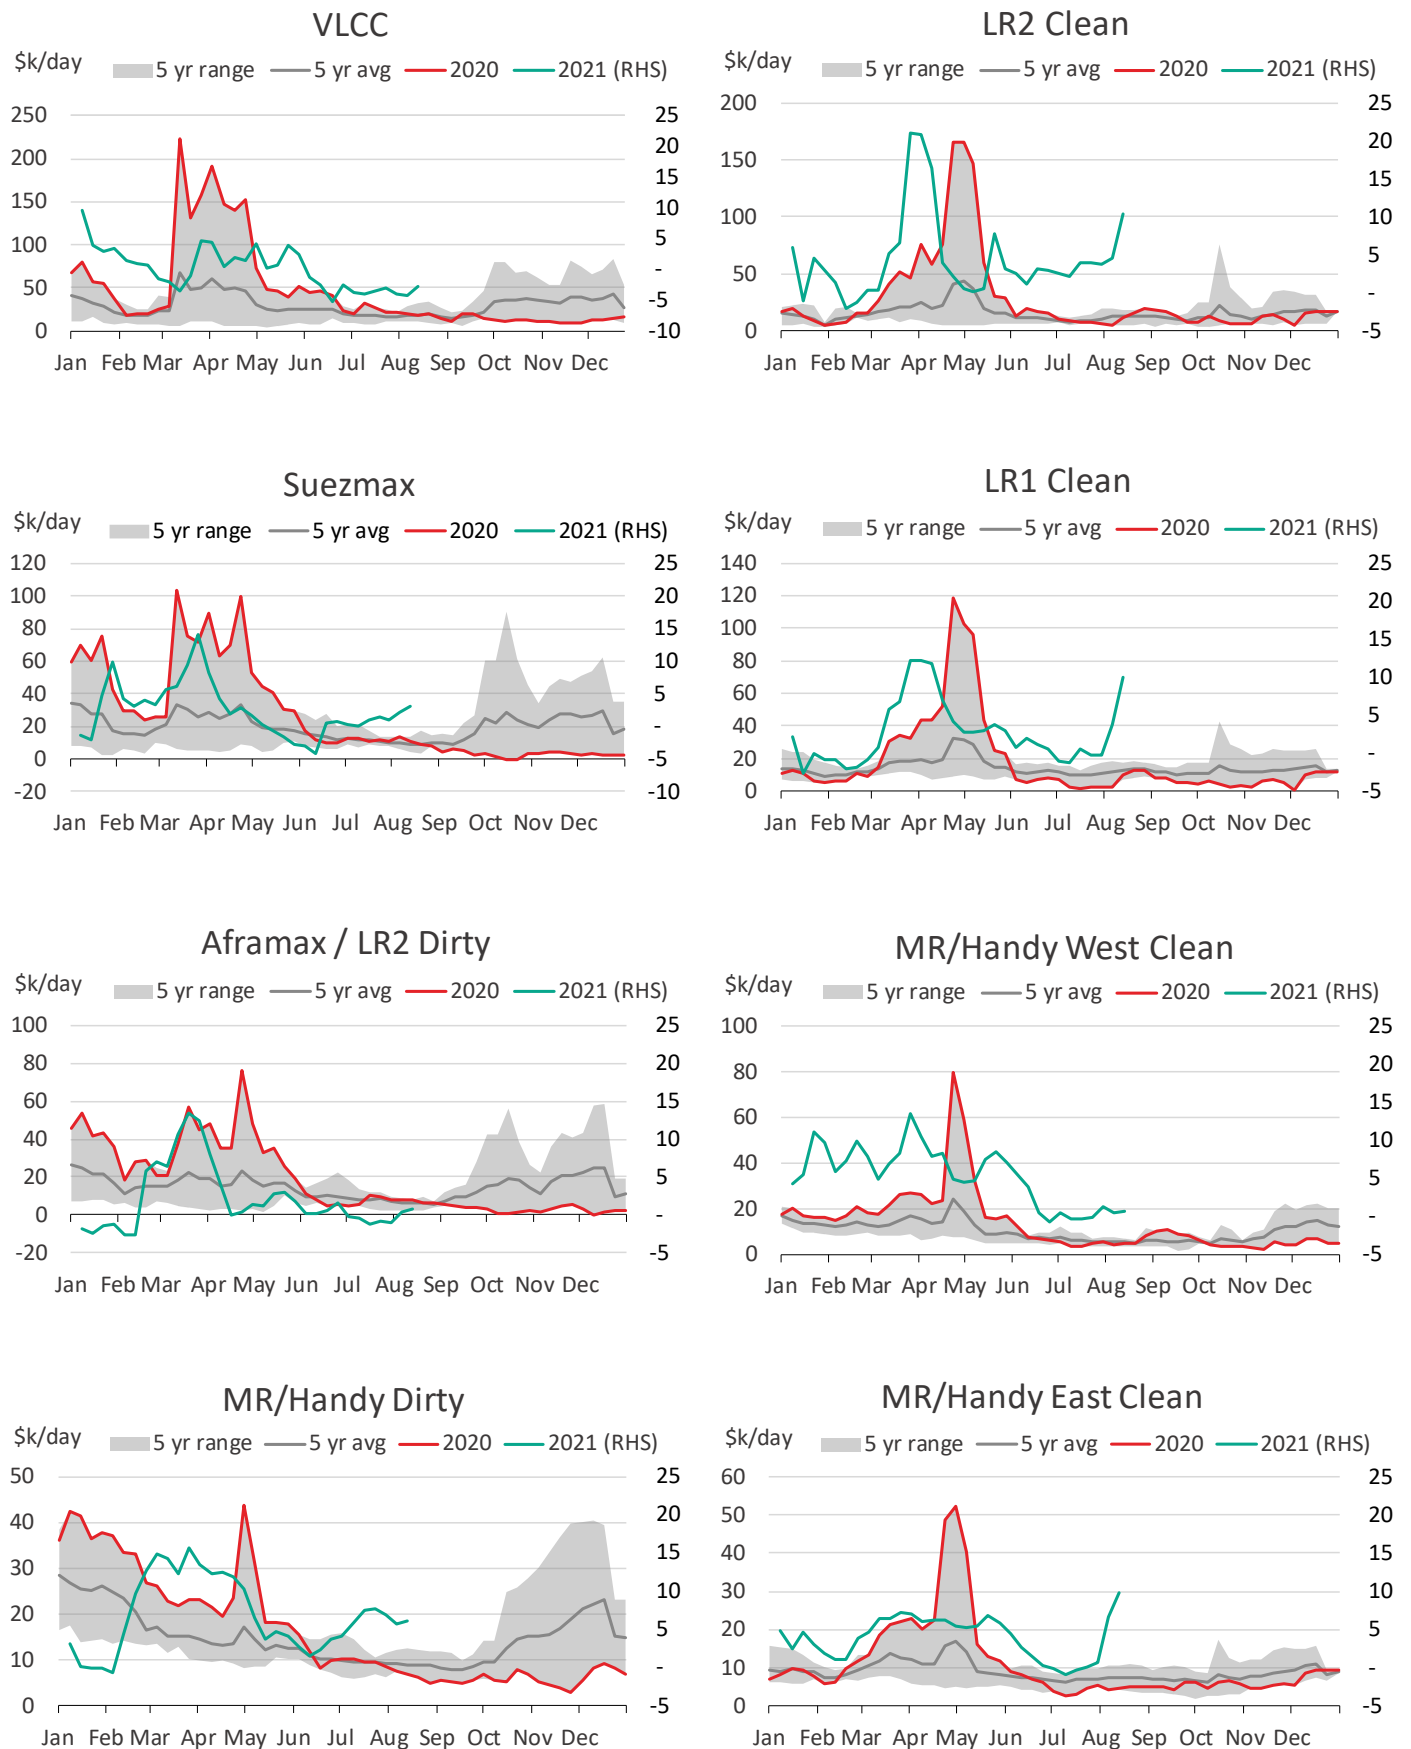 VLCC
$k/day
5 yr range 5 yr avg 2020 2021 (RHS)
250 25
200 20
15
150 10
100 5
-
50 -5
0 -10
Jan Feb Mar Apr May Jun Jul Aug Sep Oct Nov Dec
LR2 Clean
$k/day
5 yr range 5 yr avg 2020 2021 (RHS)
200 25
20
150 15
100 10
5
50 -
0 -5
Jan Feb Mar Apr May Jun Jul Aug Sep Oct Nov Dec
Suezmax
$k/day
5 yr range 5 yr avg 2020 2021 (RHS)
120 25
100 20
80 15
60 10
40 5
20 -
0 -5
-20 -10
Jan Feb Mar Apr May Jun Jul Aug Sep Oct Nov Dec
LR1 Clean
$k/day
5 yr range 5 yr avg 2020 2021 (RHS)
140 25
120 20
100 15
80 10
60 5
40
20 -
0 -5
Jan Feb Mar Apr May Jun Jul Aug Sep Oct Nov Dec
Aframax / LR2 Dirty
$k/day
5 yr range 5 yr avg 2020 2021 (RHS)
100 25
80 20
60 15
40 10
20 5
0 -
-20 -5
Jan Feb Mar Apr May Jun Jul Aug Sep Oct Nov Dec
MR/Handy West Clean
$k/day
5 yr range 5 yr avg 2020 2021 (RHS)
100 25
80 20
60 15
40 10
5
20 -
0 -5
Jan Feb Mar Apr May Jun Jul Aug Sep Oct Nov Dec
MR/Handy Dirty
$k/day
5 yr range 5 yr avg 2020 2021 (RHS)
50 25
40 20
30 15
20 10
5
10 -
0 -5
Jan Feb Mar Apr May Jun Jul Aug Sep Oct Nov Dec
MR/Handy East Clean
$k/day
5 yr range 5 yr avg 2020 2021 (RHS)
60 25
50 20
40 15
30 10
20 5
10 -
0 -5
Jan Feb Mar Apr May Jun Jul Aug Sep Oct Nov Dec